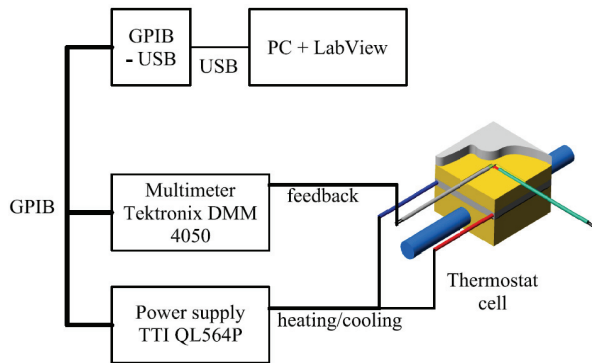 GPIB
- USB
USB
PC + LabView
GPIB
Multimeter
Tektronix DMM
4050
feedback
Power supply
TTI QL564P
heating/cooling
Thermostat
cell